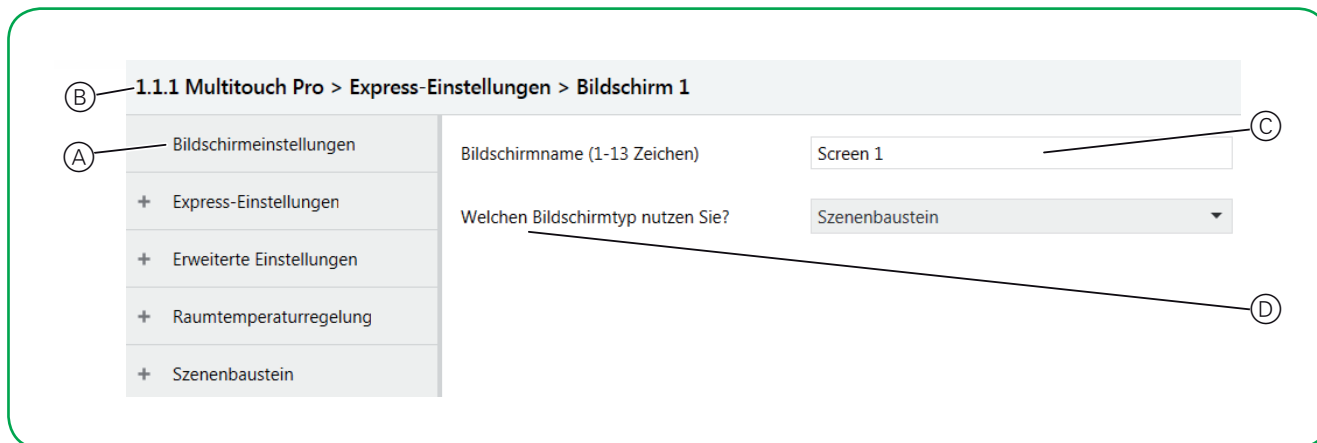 B
1.1.1 Multitouch Pro > Express-Einstellungen > Bildschirm 1
A
Bildschirmeinstellungen
Bildschirmname (1-13 Zeichen)
Screen 1
C
+ Express-Einstellungen
Welchen Bildschirmtyp nutzen Sie?
Szenenbaustein
+ Erweiterte Einstellungen
D
+ Raumtemperaturregelung
+ Szenenbaustein